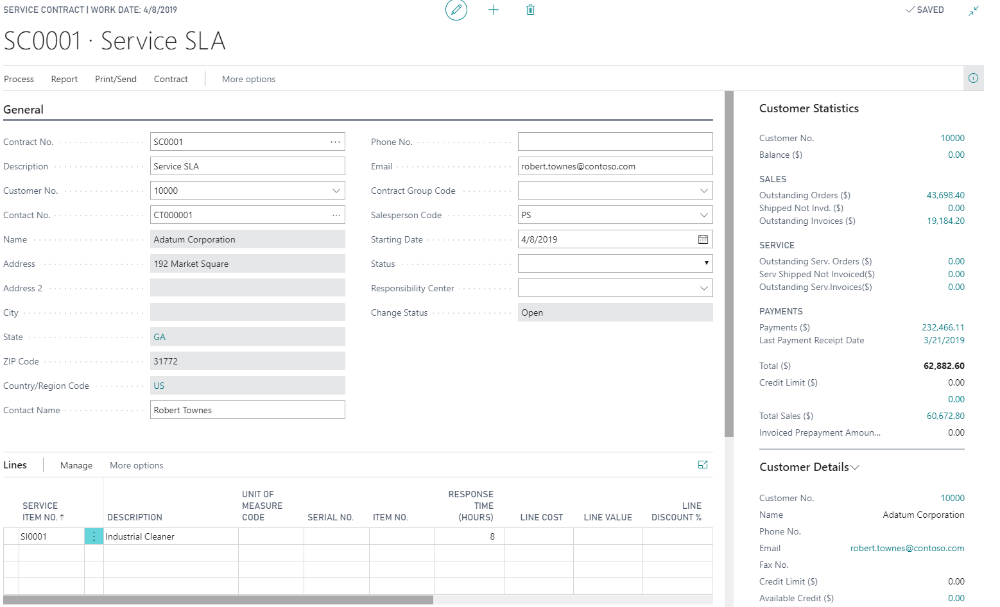 SERVICE CONTRACT | WORK DATE: 4/8/2019
SAVED
SC0001 · Service SLA
Process Report Print/Send Contract More options
General
Contract No. SC0001 ···
Description Service SLA
Customer No. 10000
Contact No. CT000001 ···
Name Adatum Corporation
Address 192 Market Square
Address 2
City
State GA
ZIP Code 31772
Country/Region Code US
Contact Name Robert Townes
Phone No.
Email robert.townes@contoso.com
Contract Group Code
Salesperson Code PS
Starting Date 4/8/2019
Status
Responsibility Center
Change Status Open
Lines Manage More options
SERVICE ITEM NO. ↑ DESCRIPTION UNIT OF MEASURE CODE SERIAL NO. ITEM NO. RESPONSE TIME (HOURS) LINE COST LINE VALUE LINE DISCOUNT %
SI0001 Industrial Cleaner 8
Customer Statistics
Customer No. 10000
Balance ($) 0.00
SALES
Outstanding Orders ($) 43,698.40
Shipped Not Invd. ($) 0.00
Outstanding Invoices ($) 19,184.20
SERVICE
Outstanding Serv. Orders ($) 0.00
Serv Shipped Not Invoiced($) 0.00
Outstanding Serv.Invoices($) 0.00
PAYMENTS
Payments ($) 232,466.11
Last Payment Receipt Date 3/21/2019
Total ($) 62,882.60
Credit Limit ($) 0.00
0.00
Total Sales ($) 60,672.80
Invoiced Prepayment Amoun... 0.00
Customer Details
Customer No. 10000
Name Adatum Corporation
Phone No.
Email robert.townes@contoso.com
Fax No.
Credit Limit ($) 0.00
Available Credit ($) 0.00